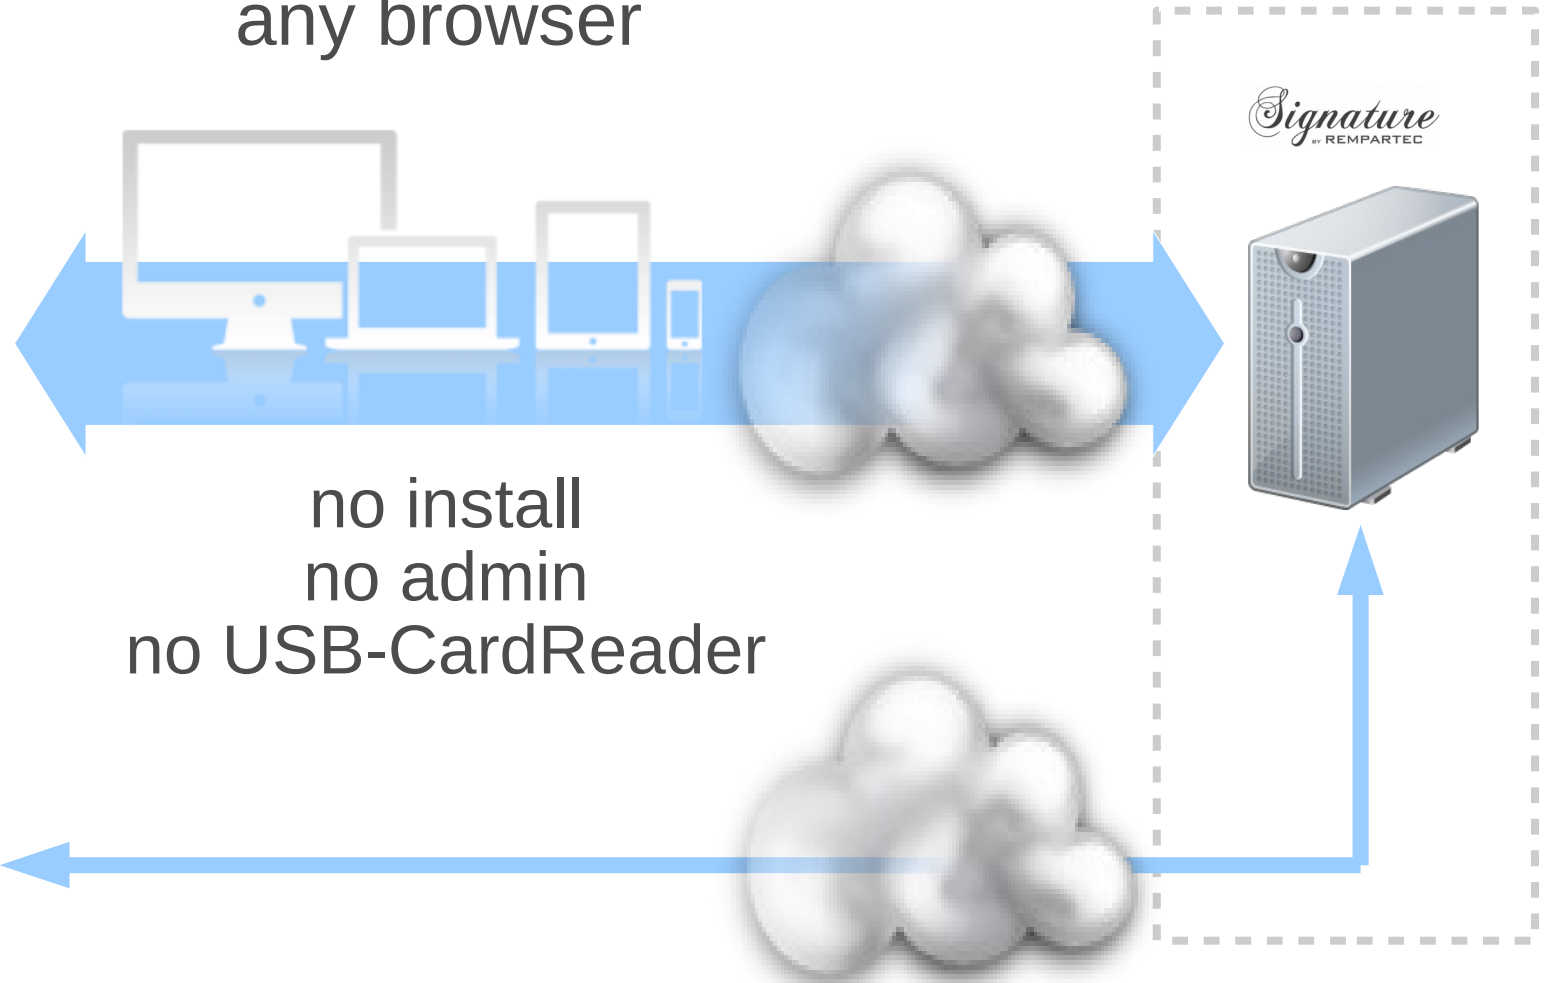 any browser
Signature
BY REMPARTEC
no install
no admin
no USB-CardReader